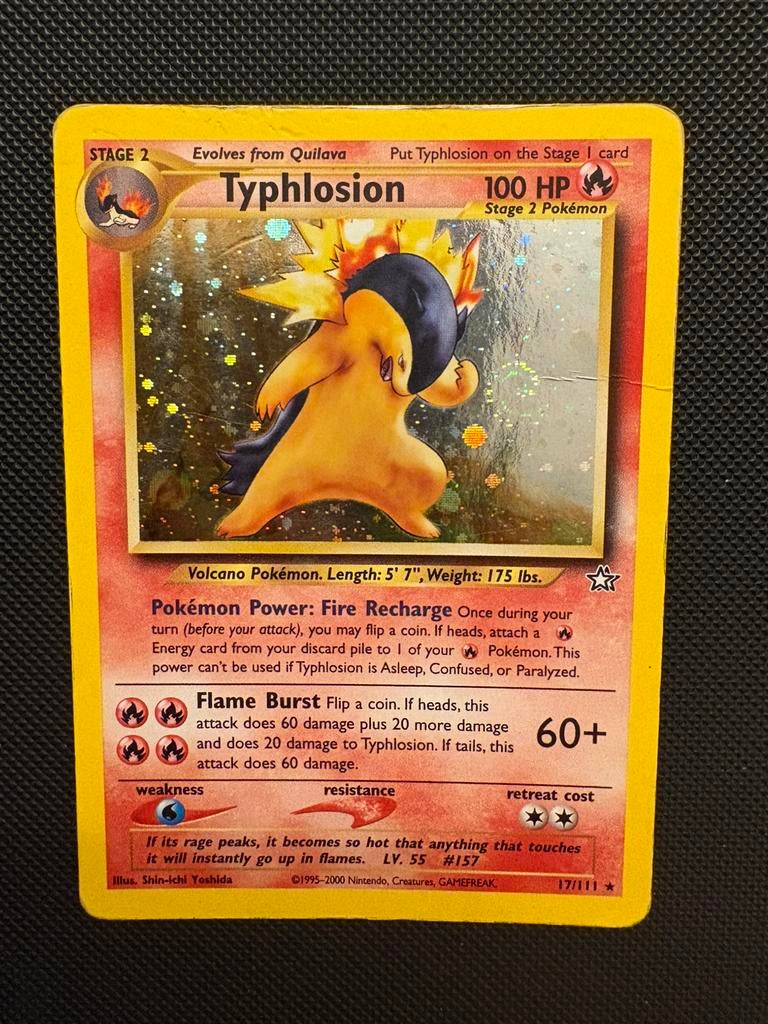 STAGE 2 Evolves from Quilava Put Typhlosion on the Stage 1 card
Typhlosion 100 HP
Stage 2 Pokémon
Volcano Pokémon. Length: 5' 7", Weight: 175 lbs.
Pokémon Power: Fire Recharge Once during your
turn (before your attack), you may flip a coin. If heads, attach a
Energy card from your discard pile to 1 of your Pokémon. This
power can't be used if Typhlosion is Asleep, Confused, or Paralyzed.
Flame Burst Flip a coin. If heads, this
attack does 60 damage plus 20 more damage
and does 20 damage to Typhlosion. If tails, this
attack does 60 damage.
60+
weakness resistance retreat cost
If its rage peaks, it becomes so hot that anything that touches
it will instantly go up in flames. LV. 55 #157
Illus. Shin-ichi Yoshida ©1995-2000 Nintendo, Creatures, GAMEFREAK. 17/111 ★